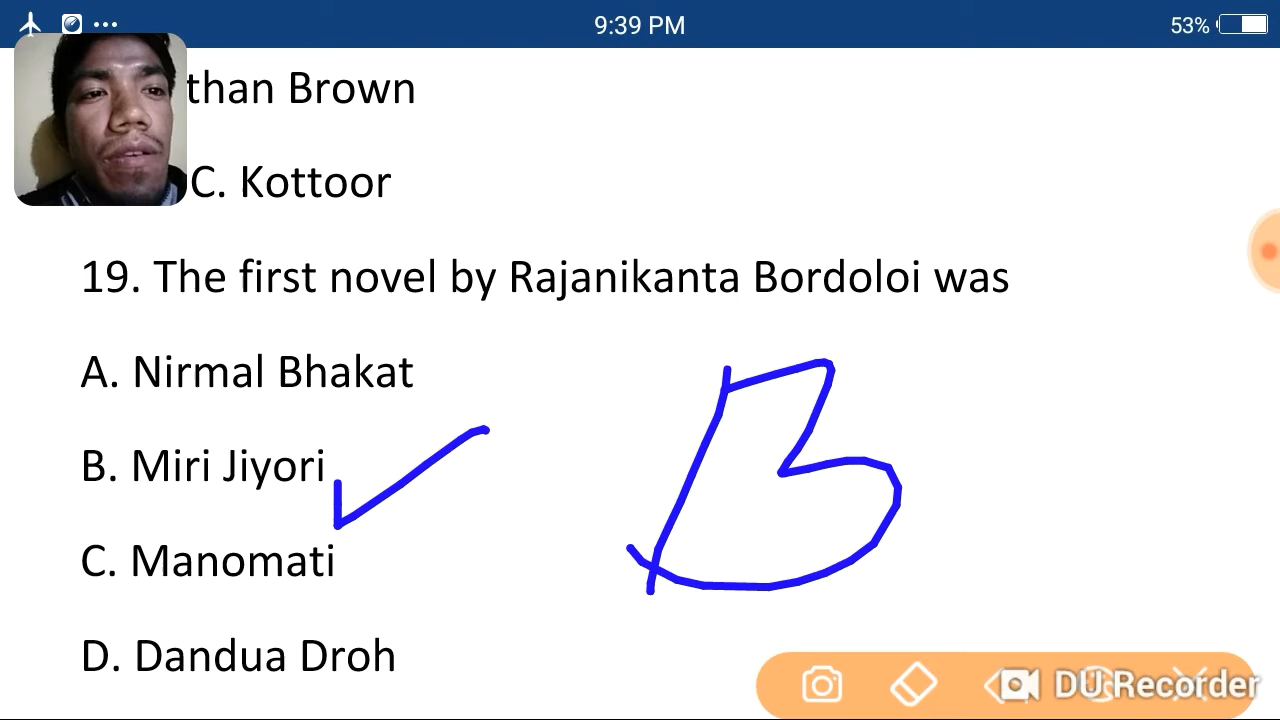 9:39 PM
53%
than Brown
C. Kottoor
19. The first novel by Rajanikanta Bordoloi was
A. Nirmal Bhakat
B. Miri Jiyori
C. Manomati
D. Dandua Droh
B
DU Recorder